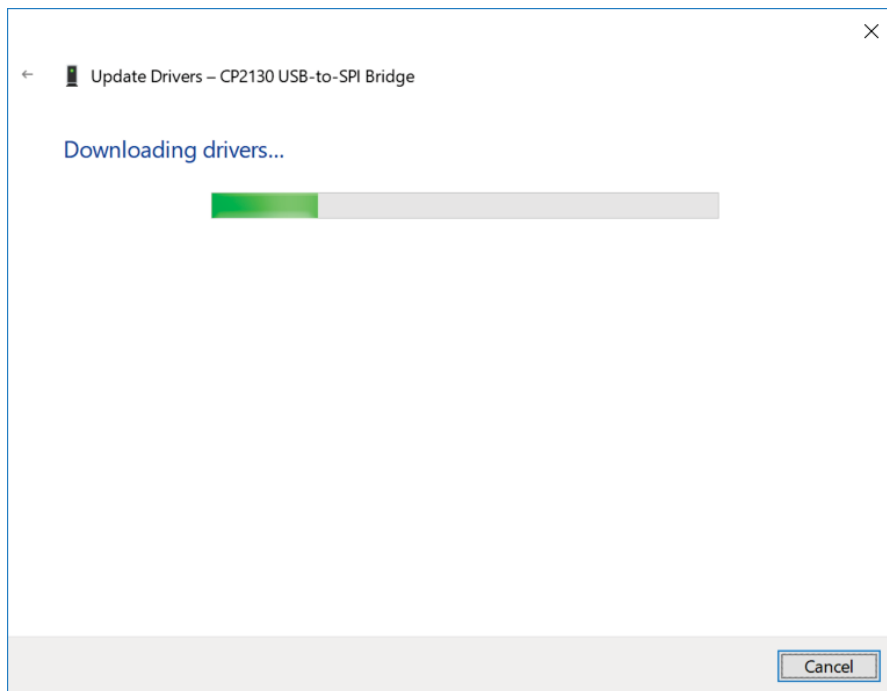 Update Drivers – CP2130 USB-to-SPI Bridge
Downloading drivers...
Cancel